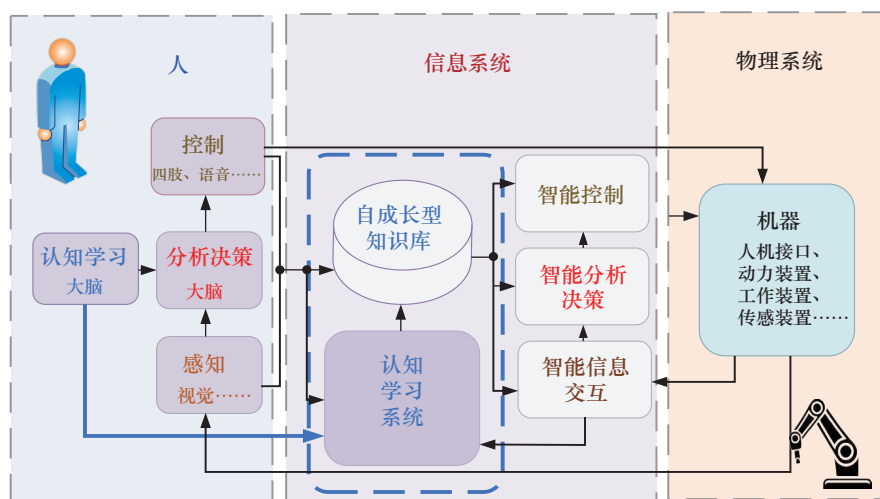 人
信息系统
物理系统
控制
四肢、语音……
认知学习
大脑
分析决策
大脑
感知
视觉……
自成长型
知识库
认知
学习
系统
智能控制
智能分析
决策
智能信息
交互
机器
人机接口、
动力装置、
工作装置、
传感装置……